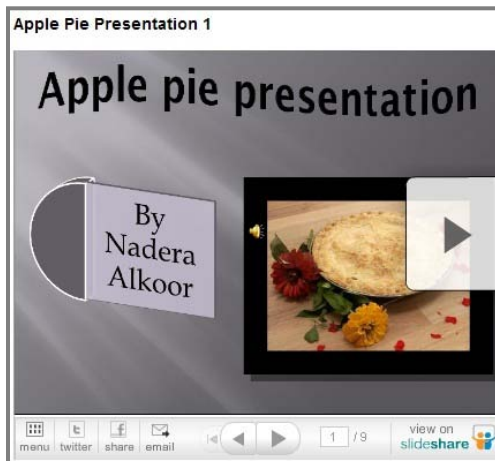 Apple Pie Presentation 1
Apple pie presentation
By
Nadera
Alkoor
menu twitter share email 1 /9 view on
slideshare